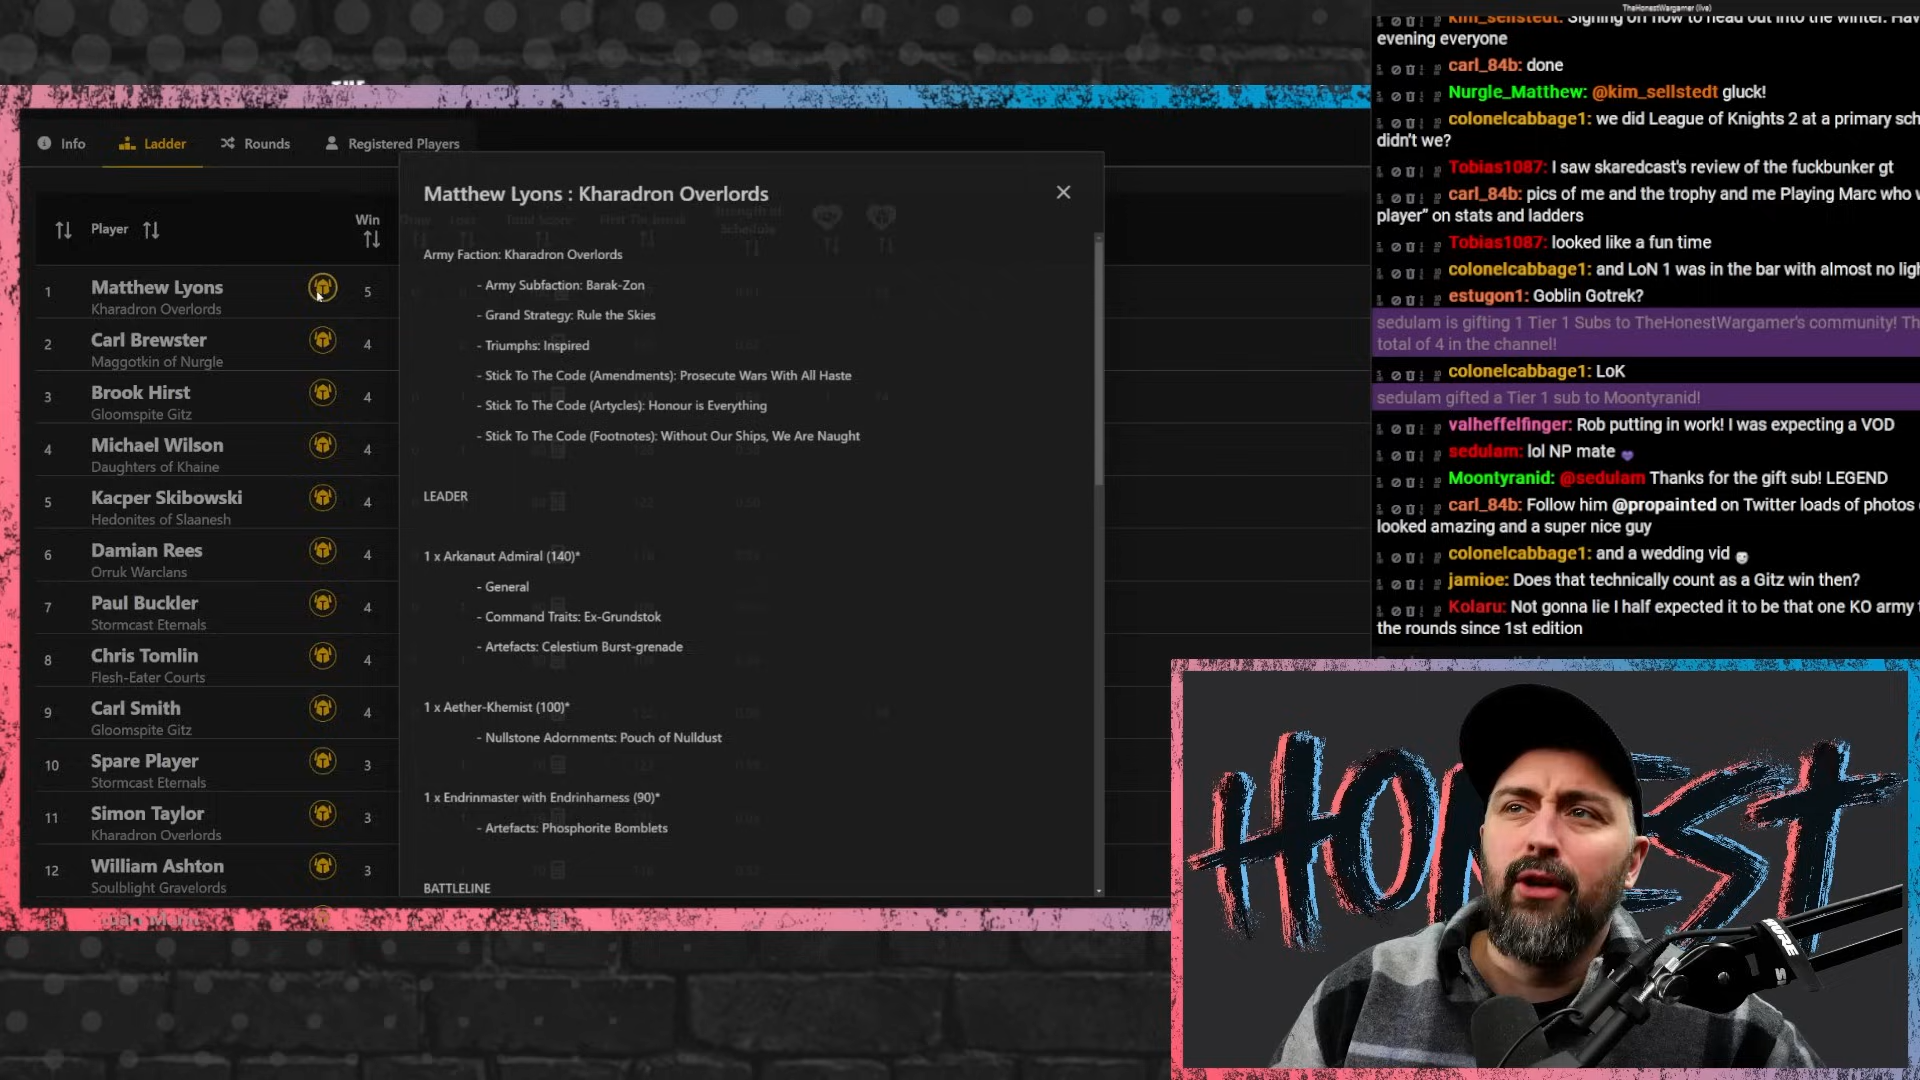 TheHonestWargamer (live)
Info
Ladder
Rounds
Registered Players
Player
Win
1
Matthew Lyons
5
Kharadron Overlords
2
Carl Brewster
4
Maggotkin of Nurgle
3
Brook Hirst
4
Gloomspite Gitz
4
Michael Wilson
4
Daughters of Khaine
5
Kacper Skibowski
4
Hedonites of Slaanesh
6
Damian Rees
4
Orruk Warclans
7
Paul Buckler
4
Stormcast Eternals
8
Chris Tomlin
4
Flesh-Eater Courts
9
Carl Smith
4
Gloomspite Gitz
10
Spare Player
3
Stormcast Eternals
11
Simon Taylor
3
Kharadron Overlords
12
William Ashton
3
Soulblight Gravelords
Matthew Lyons : Kharadron Overlords
Army Faction: Kharadron Overlords
- Army Subfaction: Barak-Zon
- Grand Strategy: Rule the Skies
- Triumphs: Inspired
- Stick To The Code (Amendments): Prosecute Wars With All Haste
- Stick To The Code (Artycles): Honour is Everything
- Stick To The Code (Footnotes): Without Our Ships, We Are Naught
LEADER
1 x Arkanaut Admiral (140)*
- General
- Command Traits: Ex-Grundstok
- Artefacts: Celestium Burst-grenade
1 x Aether-Khemist (100)*
- Nullstone Adornments: Pouch of Nulldust
1 x Endrinmaster with Endrinharness (90)*
- Artefacts: Phosphorite Bomblets
BATTLELINE
kim_sellstedt: Signing off now to head out into the winter. Hav
evening everyone
carl_84b: done
Nurgle_Matthew: @kim_sellstedt gluck!
colonelcabbage1: we did League of Knights 2 at a primary sch
didn't we?
Tobias1087: I saw skaredcast's review of the fuckbunker gt
carl_84b: pics of me and the trophy and me Playing Marc who w
player" on stats and ladders
Tobias1087: looked like a fun time
colonelcabbage1: and LoN 1 was in the bar with almost no ligh
estugon1: Goblin Gotrek?
sedulam is gifting 1 Tier 1 Subs to TheHonestWargamer's community! Th
total of 4 in the channel!
colonelcabbage1: LoK
sedulam gifted a Tier 1 sub to Moontyranid!
valheffelfinger: Rob putting in work! I was expecting a VOD
sedulam: lol NP mate
Moontyranid: @sedulam Thanks for the gift sub! LEGEND
carl_84b: Follow him @propainted on Twitter loads of photos
looked amazing and a super nice guy
colonelcabbage1: and a wedding vid
jamioe: Does that technically count as a Gitz win then?
Kolaru: Not gonna lie I half expected it to be that one KO army
the rounds since 1st edition
HONEST
SHURE